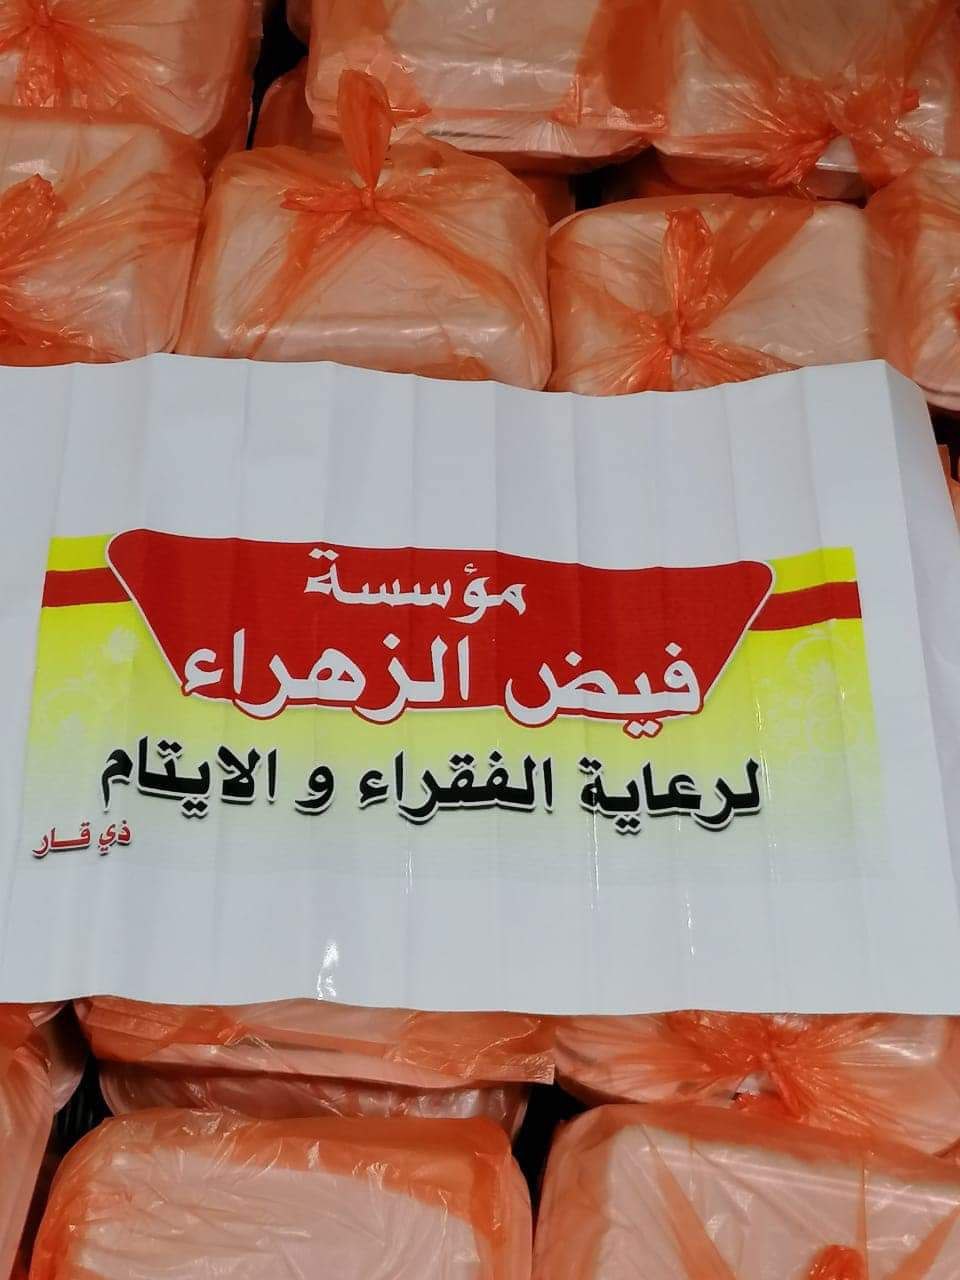 مؤسسة
فيض الزهراء
لرعاية الفقراء و الايتام
ذي قار